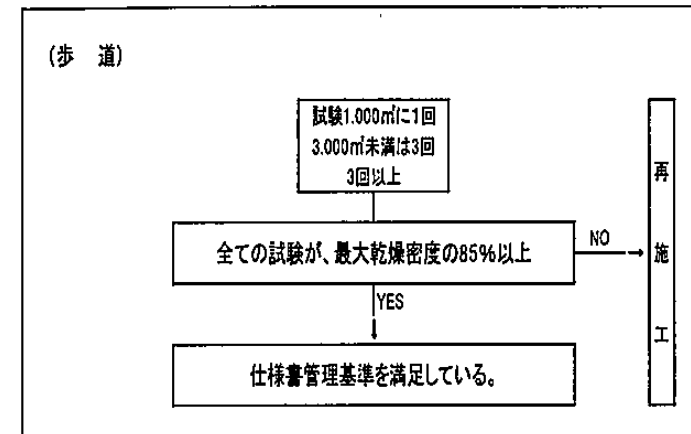 (歩 道)
試験1.000㎡に1回
3.000㎡未満は3回
3回以上
全ての試験が、最大乾燥密度の85%以上
NO
再施工
YES
仕様書管理基準を満足している。